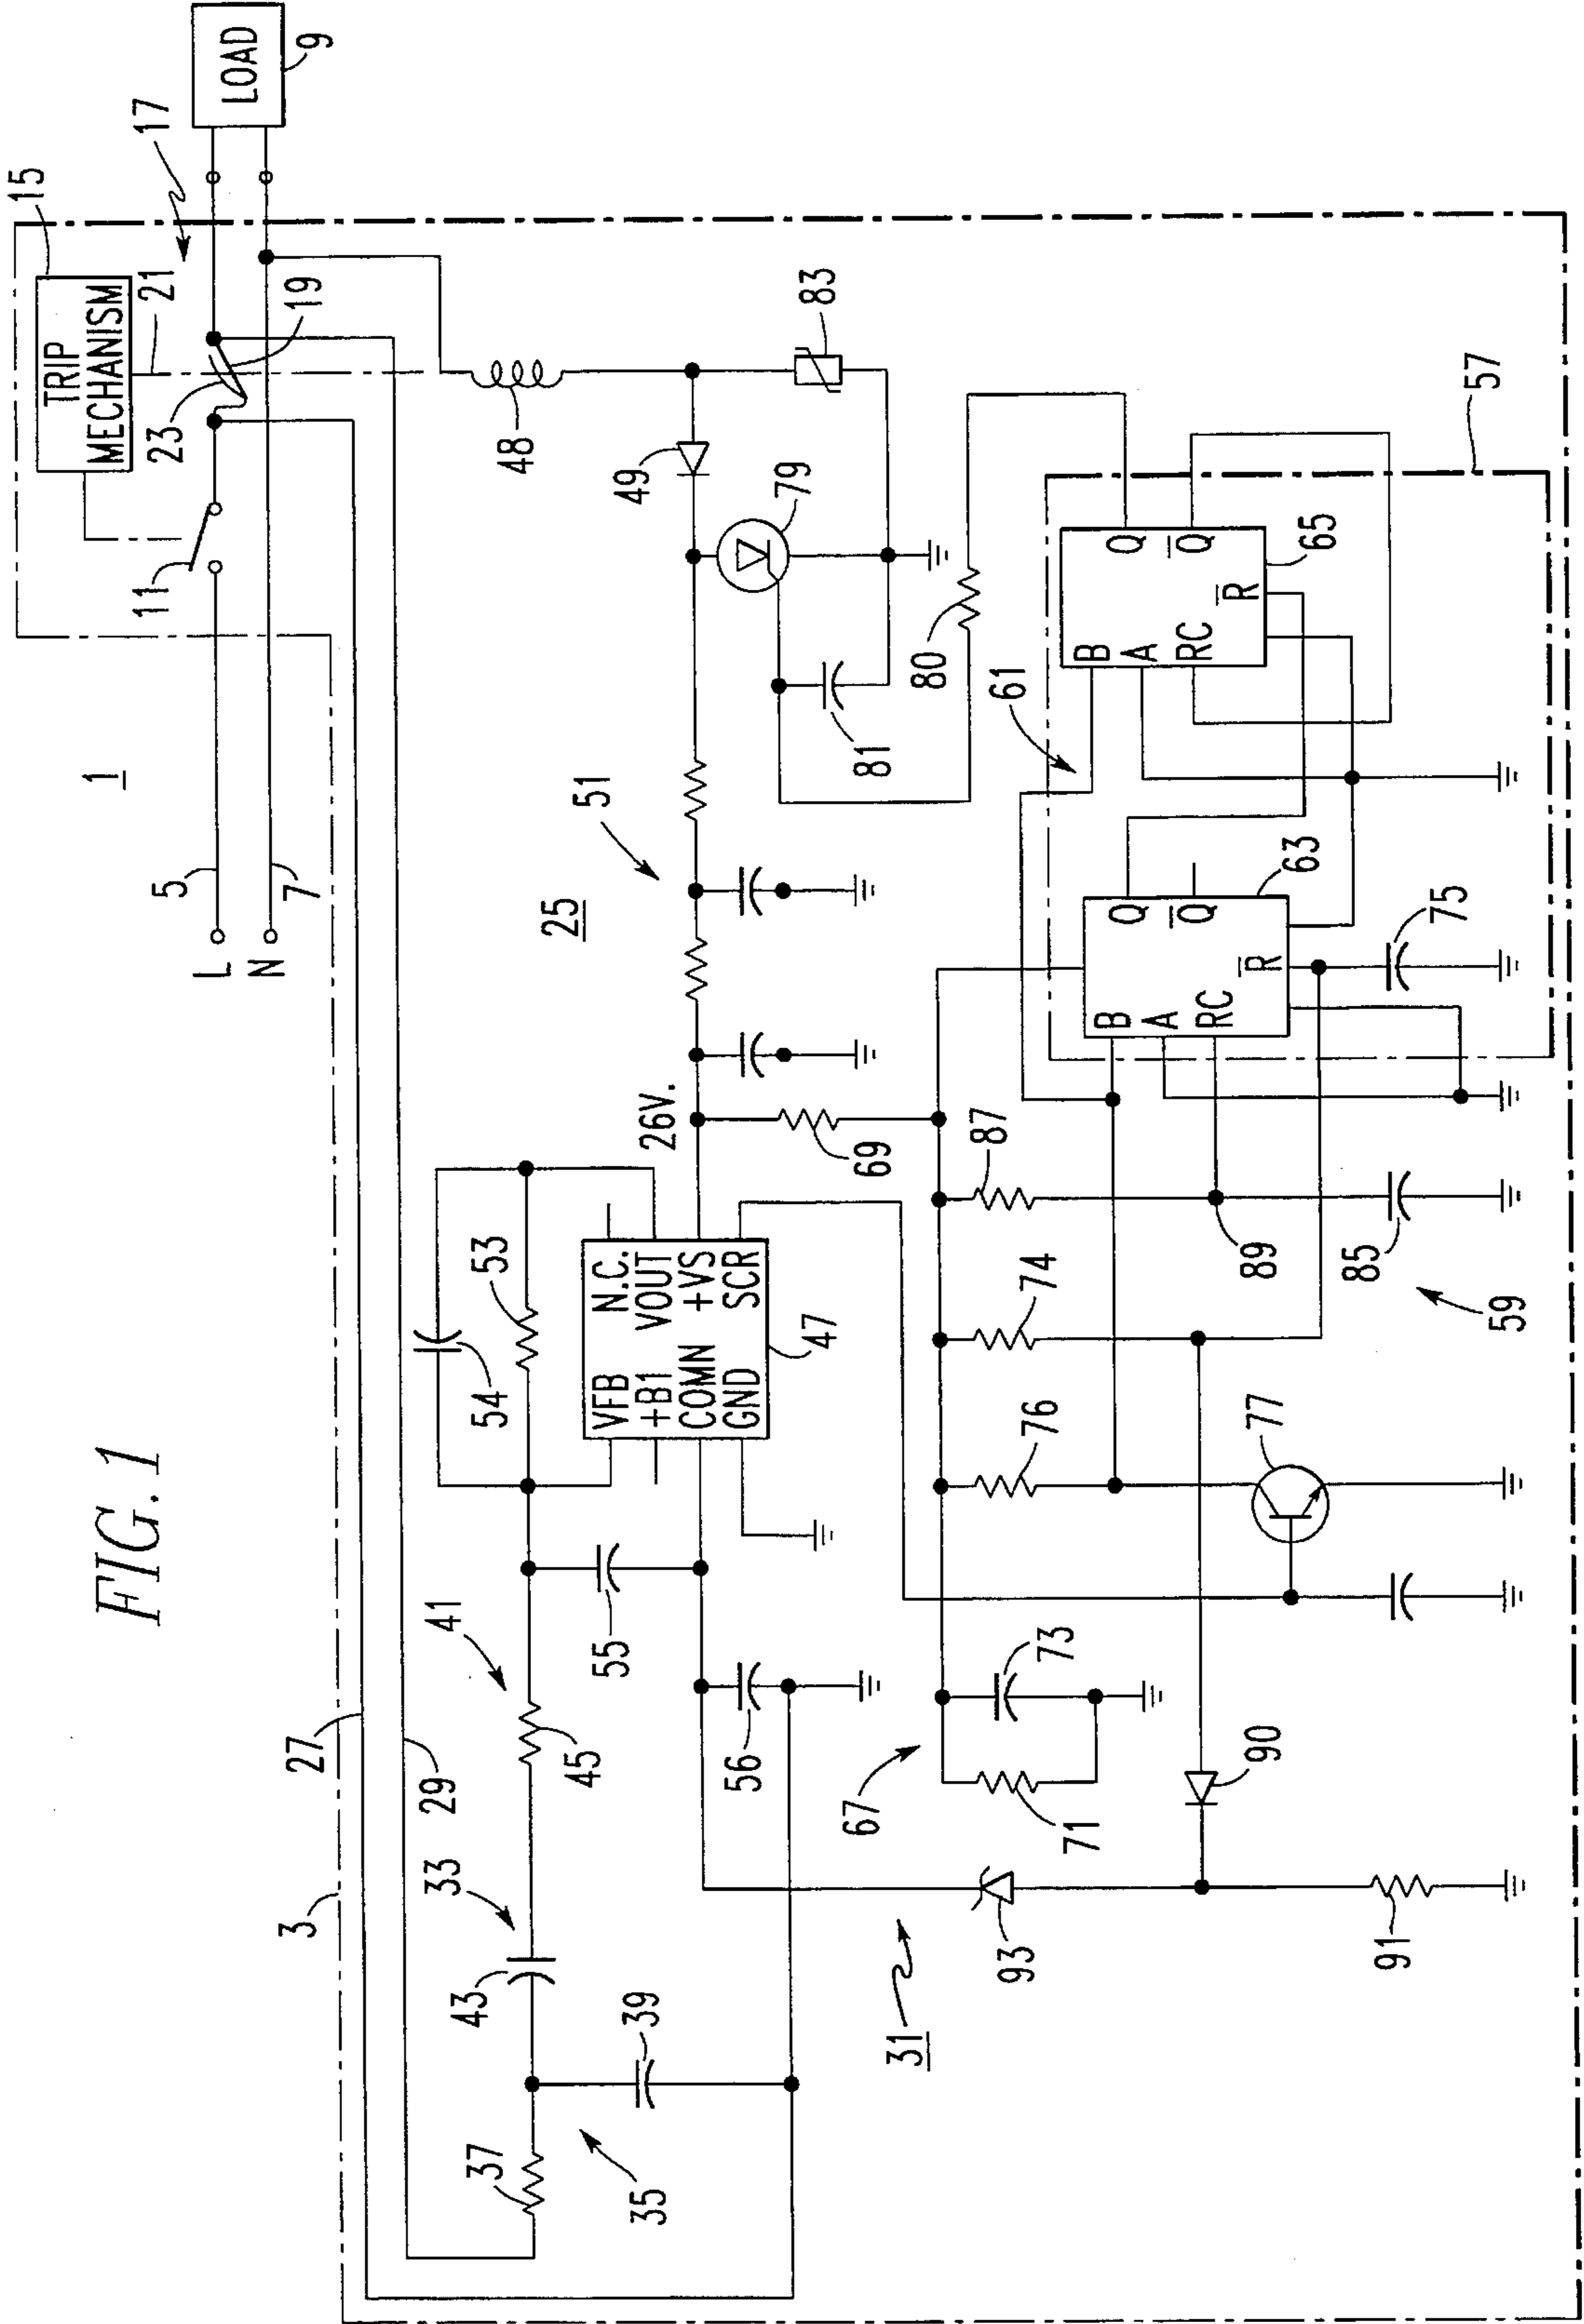 FIG. 1
1
15
TRIP
MECHANISM
17
LOAD
9
21
23
19
11
5
7
L
N
3
27
29
48
49
83
79
25
51
81
80
26V.
69
54
53
N.C.
VOUT
+VS
SCR
VFB
+B1
COMN
GND
47
41
55
45
56
33
43
39
37
35
31
93
67
73
71
90
91
76
77
74
87
89
85
59
61
57
B
A
RC
R
Q
Q
63
75
B
A
RC
R
Q
Q
65